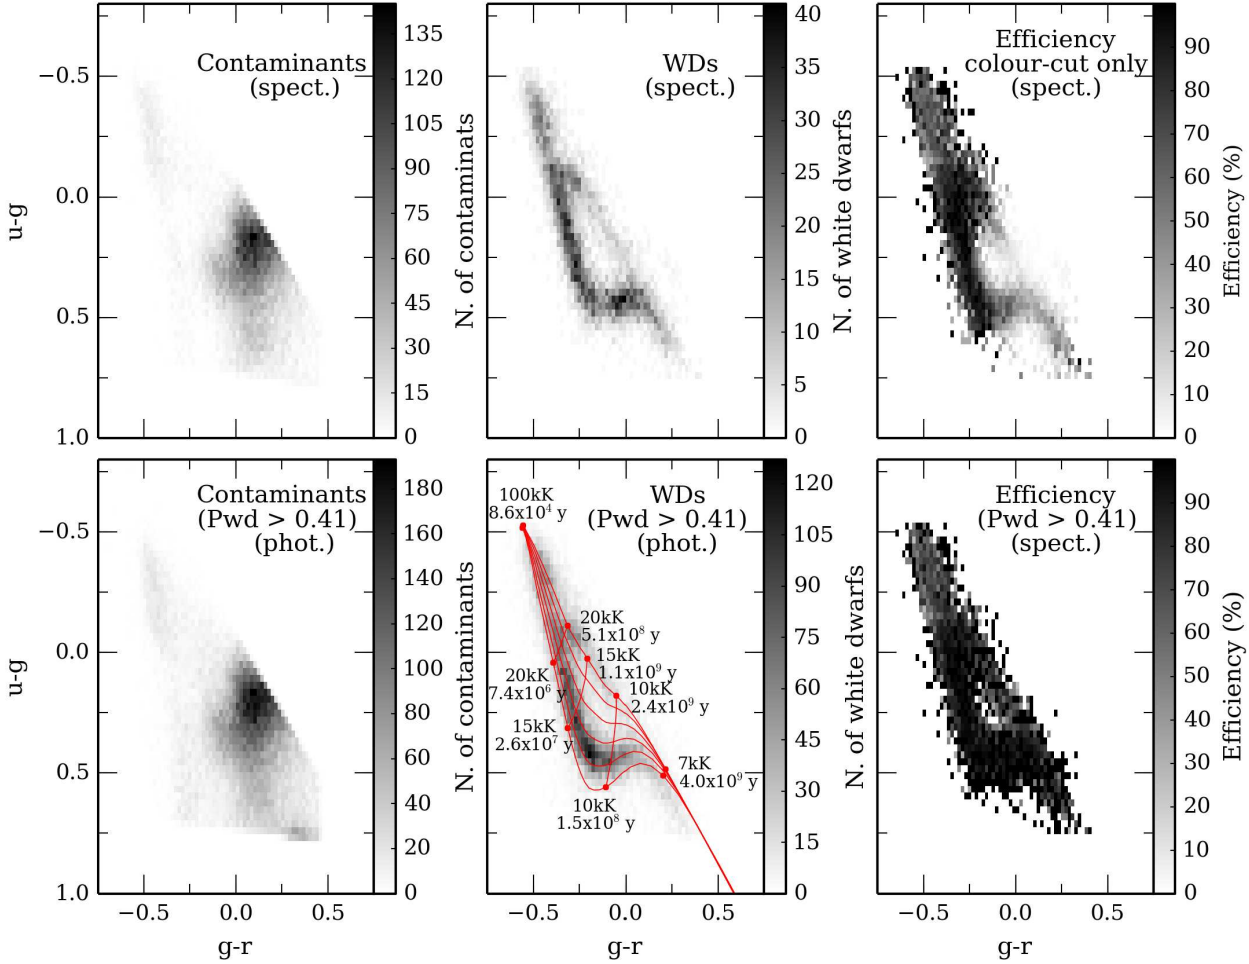 Contaminants
(spect.)
−0.5
0.0
0.5
1.0
u-g
135
120
105
90
75
60
45
30
15
0
N. of contaminats
WDs
(spect.)
40
35
30
25
20
15
10
5
0
N. of white dwarfs
Efficiency
colour-cut only
(spect.)
90
80
70
60
50
40
30
20
10
0
Efficiency (%)
Contaminants
(Pwd > 0.41)
(phot.)
−0.5
0.0
0.5
1.0
u-g
−0.5
0.0
0.5
g-r
180
160
140
120
100
80
60
40
20
0
N. of contaminants
WDs
(Pwd > 0.41)
(phot.)
100kK
8.6x10⁴ y
20kK
5.1x10⁸ y
15kK
1.1x10⁹ y
20kK
7.4x10⁶ y
10kK
2.4x10⁹ y
15kK
2.6x10⁷ y
7kK
4.0x10⁹ y
10kK
1.5x10⁸ y
−0.5
0.0
0.5
g-r
120
105
90
75
60
45
30
15
0
N. of white dwarfs
Efficiency
(Pwd > 0.41)
(spect.)
−0.5
0.0
0.5
g-r
90
80
70
60
50
40
30
20
10
0
Efficiency (%)